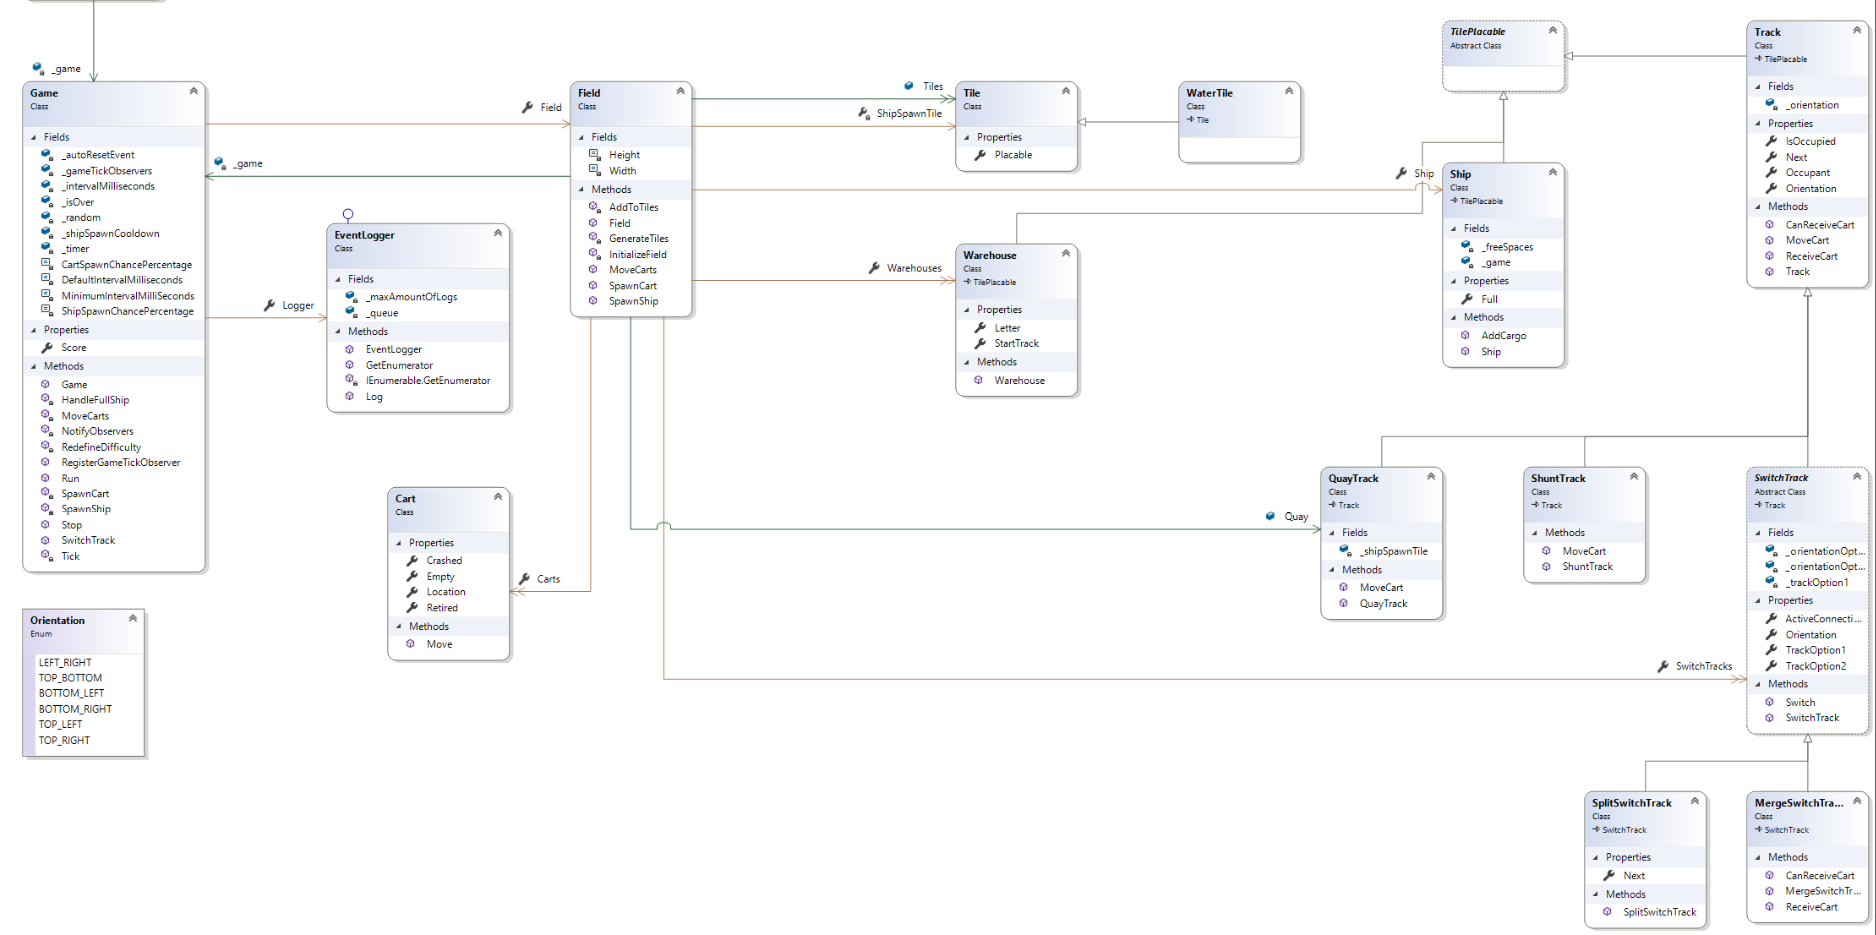 _game
Game
Class
Fields
_autoResetEvent
_gameTickObservers
_intervalMilliseconds
_isOver
_random
_shipSpawnCooldown
_timer
CartSpawnChancePercentage
DefaultIntervalMilliseconds
MinimumIntervalMilliSeconds
ShipSpawnChancePercentage
Properties
Score
Methods
Game
HandleFullShip
MoveCarts
NotifyObservers
RedefineDifficulty
RegisterGameTickObserver
Run
SpawnCart
SpawnShip
Stop
SwitchTrack
Tick
Orientation
Enum
LEFT_RIGHT
TOP_BOTTOM
BOTTOM_LEFT
BOTTOM_RIGHT
TOP_LEFT
TOP_RIGHT
Field
_game
Logger
EventLogger
Class
Fields
_maxAmountOfLogs
_queue
Methods
EventLogger
GetEnumerator
IEnumerable.GetEnumerator
Log
Cart
Class
Properties
Crashed
Empty
Location
Retired
Methods
Move
Carts
Field
Class
Fields
Height
Width
Methods
AddToTiles
Field
GenerateTiles
InitializeField
MoveCarts
SpawnCart
SpawnShip
Tiles
ShipSpawnTile
Warehouses
Ship
Quay
SwitchTracks
Tile
Class
Properties
Placable
WaterTile
Class
Tile
Warehouse
Class
TilePlacable
Properties
Letter
StartTrack
Methods
Warehouse
TilePlacable
Abstract Class
Ship
Class
TilePlacable
Fields
_freeSpaces
_game
Properties
Full
Methods
AddCargo
Ship
Track
Class
TilePlacable
Fields
_orientation
Properties
IsOccupied
Next
Occupant
Orientation
Methods
CanReceiveCart
MoveCart
ReceiveCart
Track
QuayTrack
Class
Track
Fields
_shipSpawnTile
Methods
MoveCart
QuayTrack
ShuntTrack
Class
Track
Methods
MoveCart
ShuntTrack
SwitchTrack
Abstract Class
Track
Fields
_orientationOpt...
_orientationOpt...
_trackOption1
Properties
ActiveConnecti...
Orientation
TrackOption1
TrackOption2
Methods
Switch
SwitchTrack
SplitSwitchTrack
Class
SwitchTrack
Properties
Next
Methods
SplitSwitchTrack
MergeSwitchTra...
Class
SwitchTrack
Methods
CanReceiveCart
MergeSwitchTr...
ReceiveCart